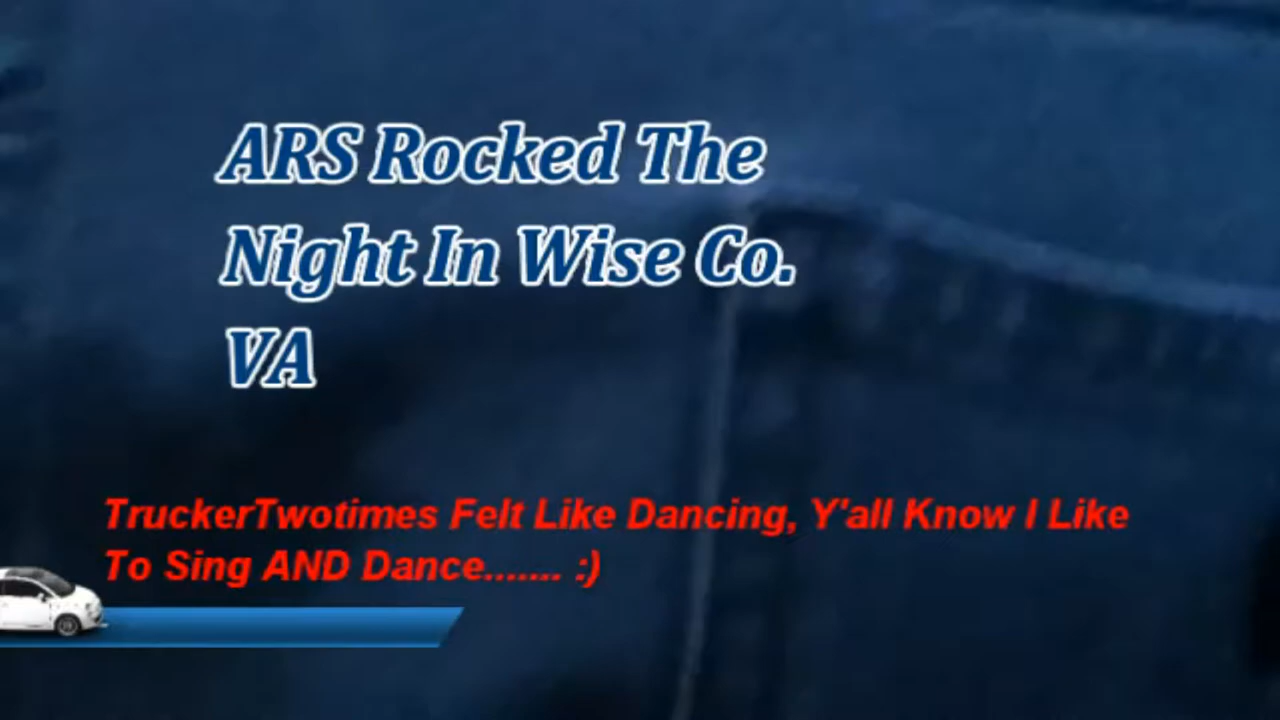 ARS Rocked The
Night In Wise Co.
VA
TruckerTwotimes Felt Like Dancing, Y'all Know I Like
To Sing AND Dance....... :)